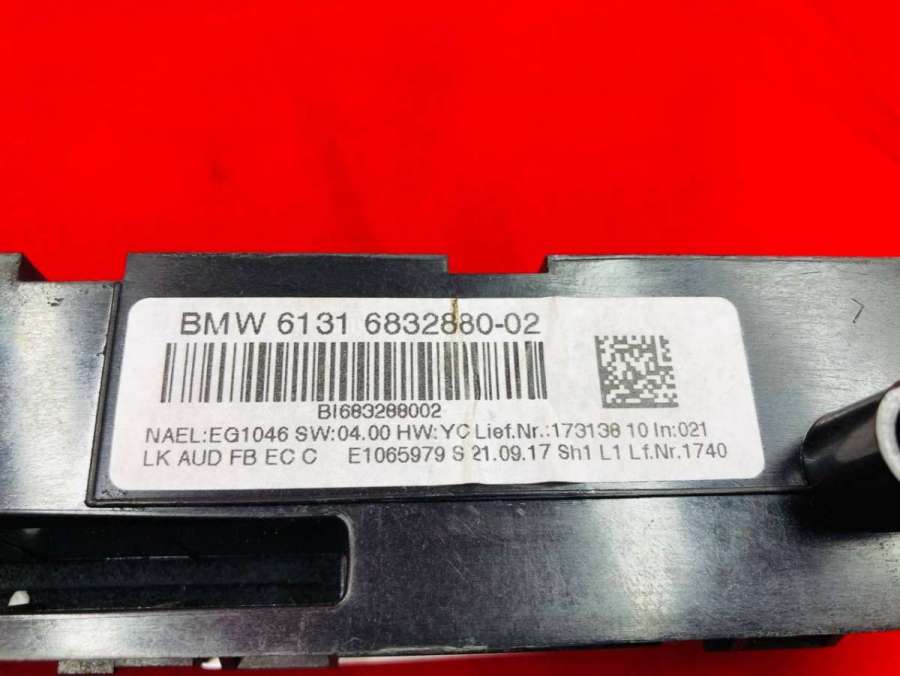 BMW 6131 6832880-02
BI683288002
NAEL:EG1046 SW:04.00 HW:YC Lief.Nr.:173138 10 In:021
LK AUD FB EC C E1065979 S 21.09.17 Sh1 L1 Lf.Nr.1740